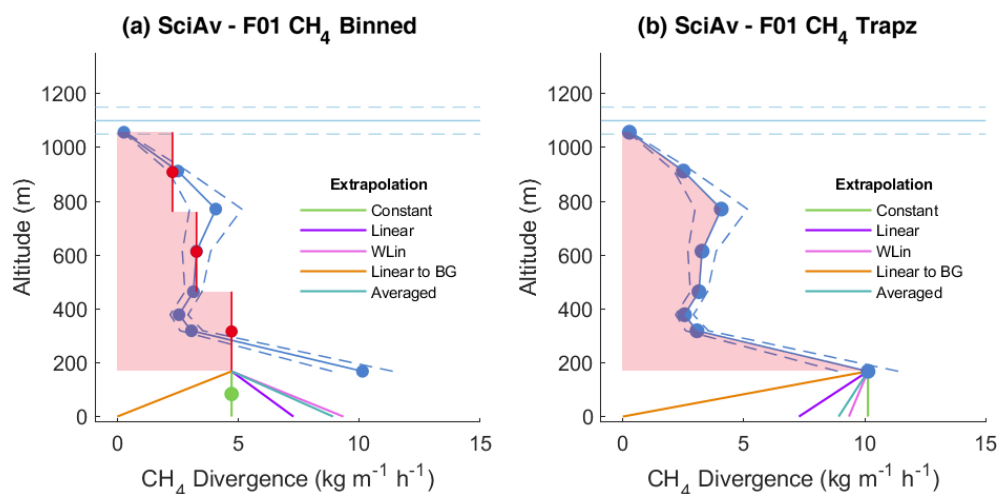 (a) SciAv - F01 CH4 Binned
1200
1000
800
600
400
200
0
Altitude (m)
Extrapolation
Constant
Linear
WLin
Linear to BG
Averaged
0 5 10 15
CH4 Divergence (kg m-1 h-1)
(b) SciAv - F01 CH4 Trapz
1200
1000
800
600
400
200
0
Altitude (m)
Extrapolation
Constant
Linear
WLin
Linear to BG
Averaged
0 5 10 15
CH4 Divergence (kg m-1 h-1)